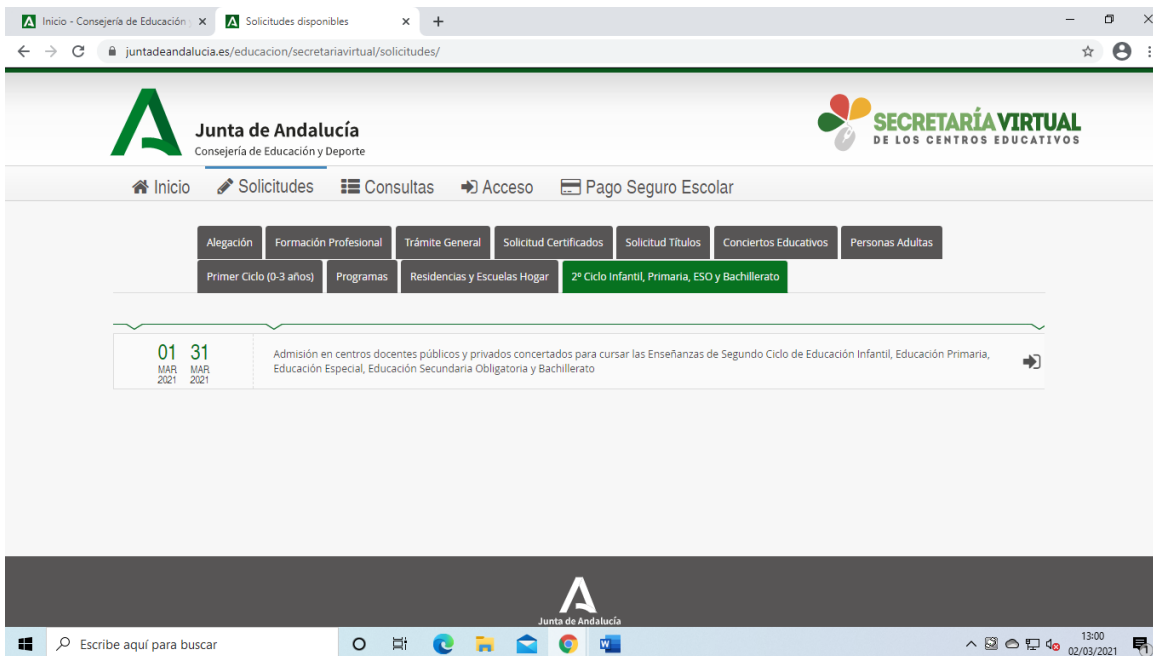 Inicio - Consejería de Educación
Solicitudes disponibles
juntadeandalucia.es/educacion/secretariavirtual/solicitudes/
Junta de Andalucía
Consejería de Educación y Deporte
SECRETARÍA VIRTUAL
DE LOS CENTROS EDUCATIVOS
Inicio Solicitudes Consultas Acceso Pago Seguro Escolar
Alegación Formación Profesional Trámite General Solicitud Certificados Solicitud Títulos Conciertos Educativos Personas Adultas
Primer Ciclo (0-3 años) Programas Residencias y Escuelas Hogar 2º Ciclo Infantil, Primaria, ESO y Bachillerato
01 31
MAR MAR
2021 2021
Admisión en centros docentes públicos y privados concertados para cursar las Enseñanzas de Segundo Ciclo de Educación Infantil, Educación Primaria,
Educación Especial, Educación Secundaria Obligatoria y Bachillerato
Junta de Andalucía
Escribe aquí para buscar
13:00
02/03/2021